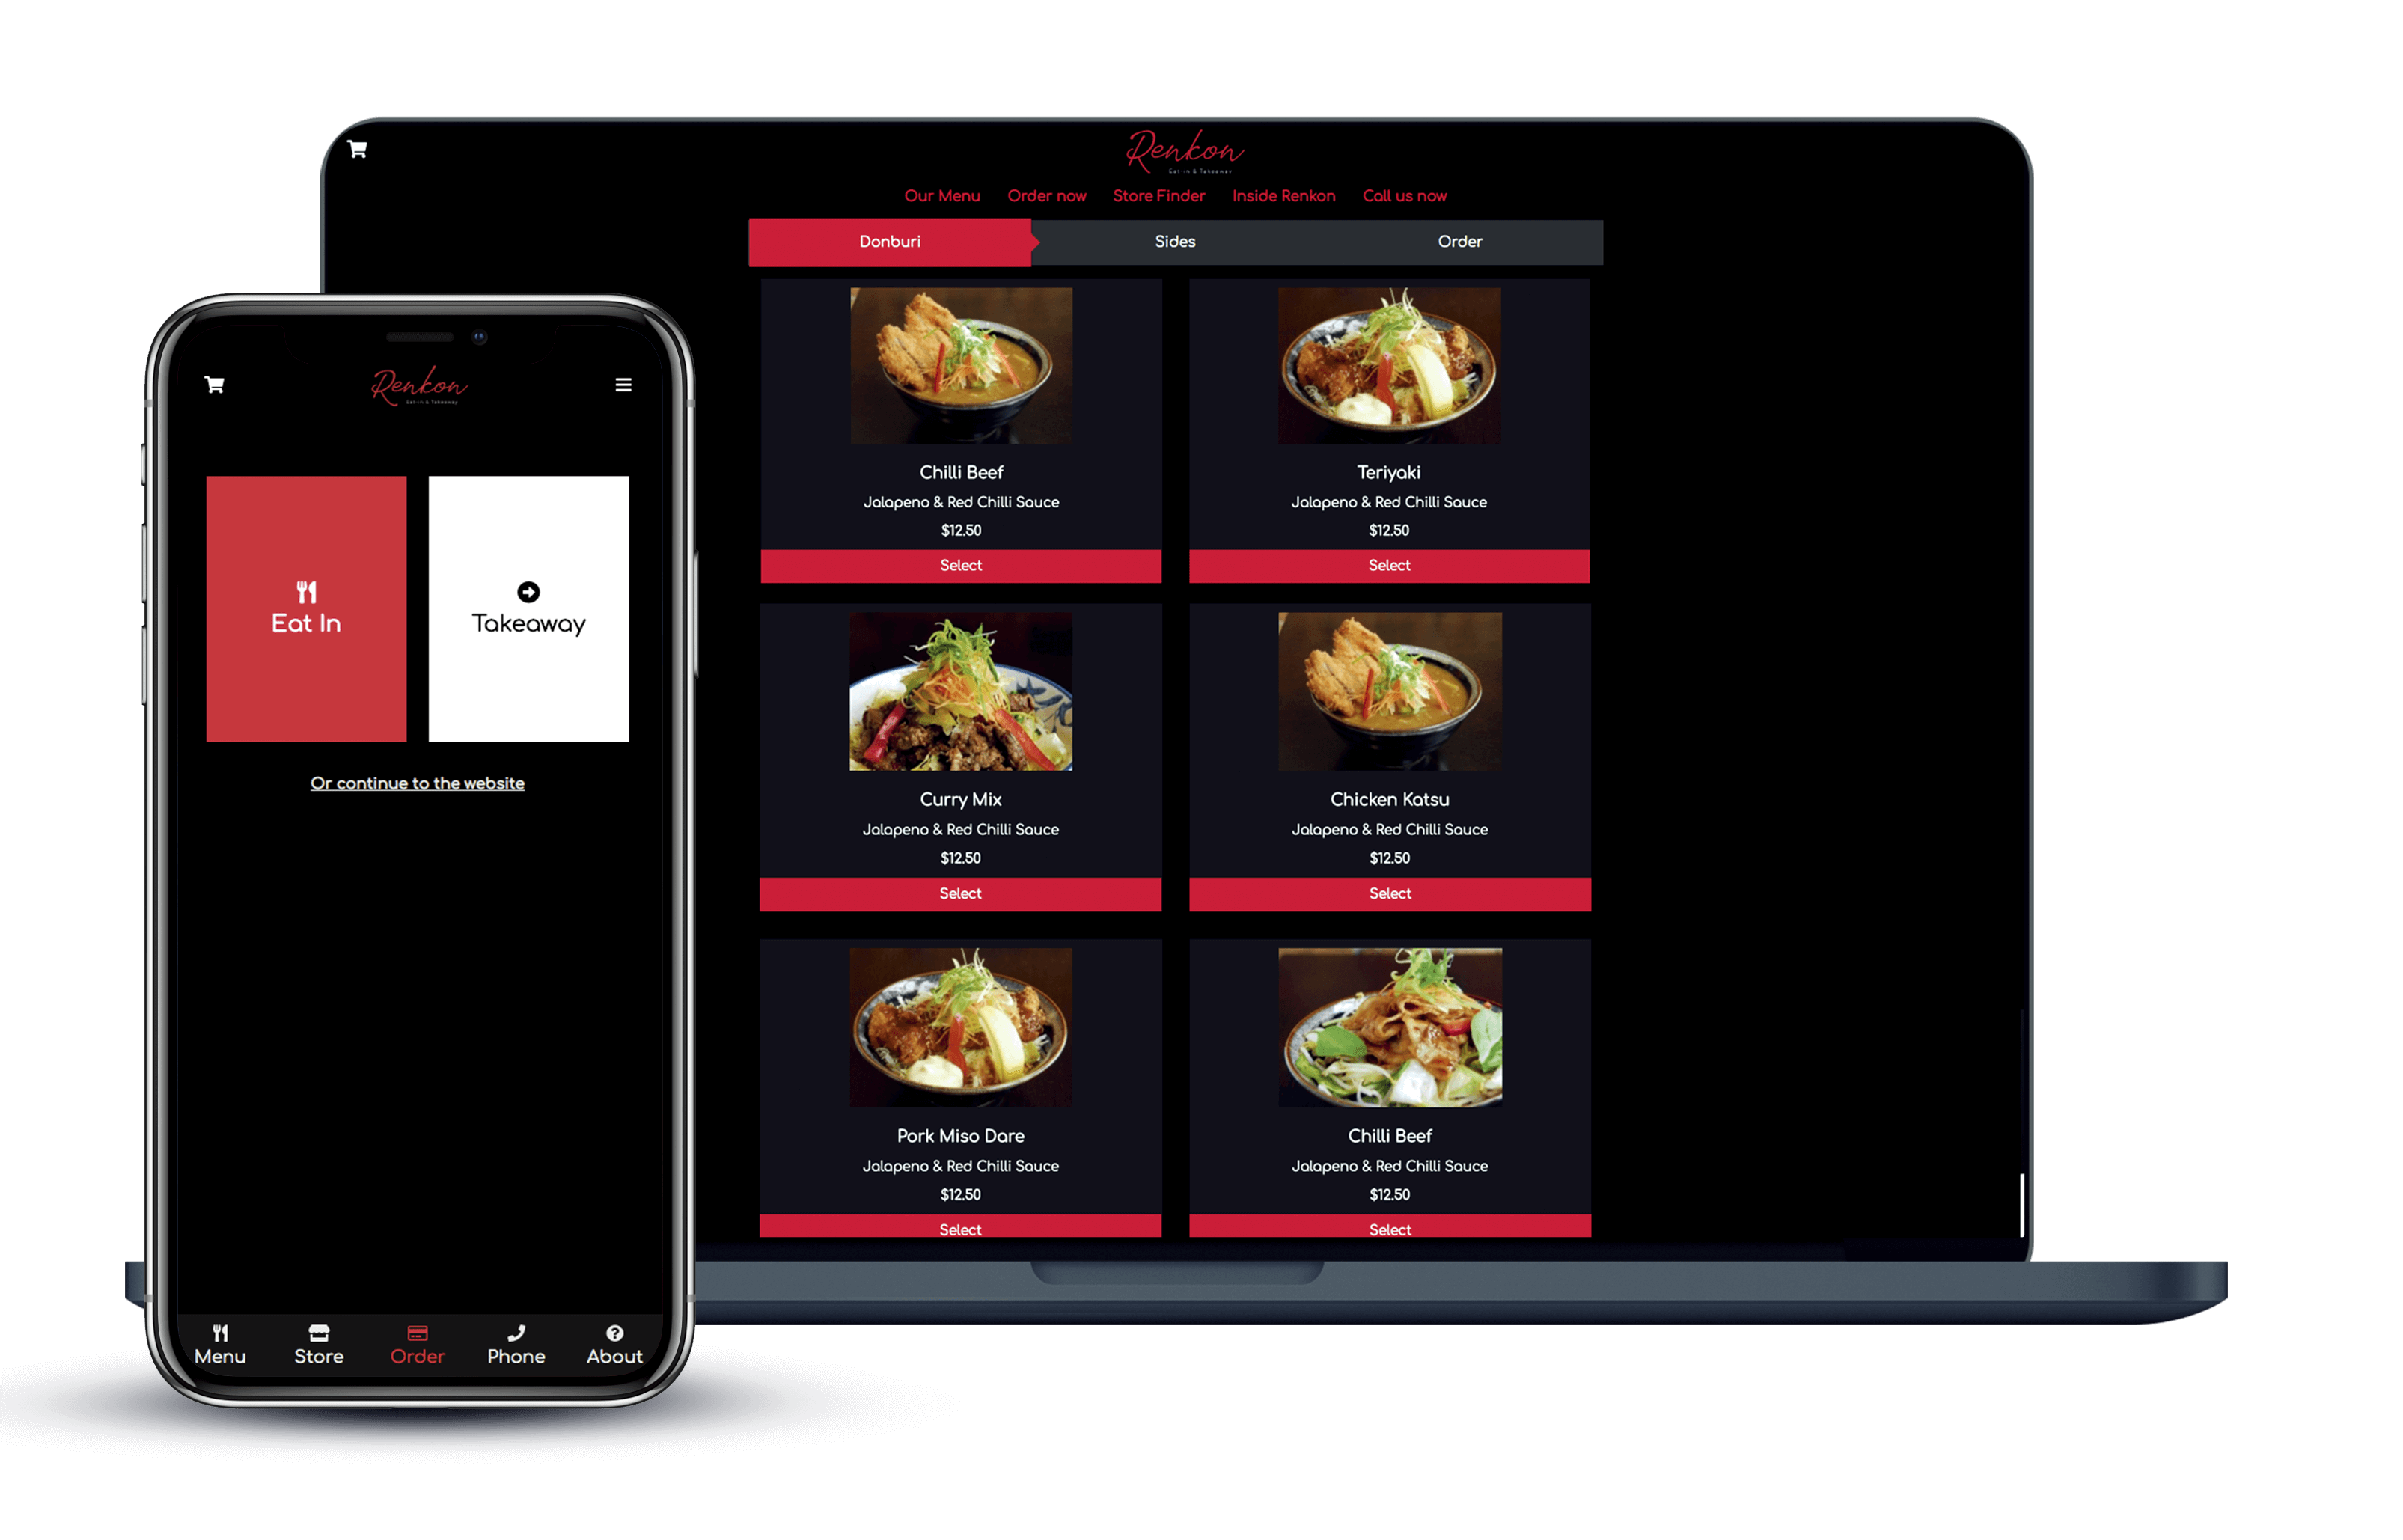 Renkon
Eat-in & Takeaway
Our Menu Order now Store Finder Inside Renkon Call us now
Donburi Sides Order
Chilli Beef
Jalapeno & Red Chilli Sauce
$12.50
Select
Teriyaki
Jalapeno & Red Chilli Sauce
$12.50
Select
Curry Mix
Jalapeno & Red Chilli Sauce
$12.50
Select
Chicken Katsu
Jalapeno & Red Chilli Sauce
$12.50
Select
Pork Miso Dare
Jalapeno & Red Chilli Sauce
$12.50
Select
Chilli Beef
Jalapeno & Red Chilli Sauce
$12.50
Select
Renkon
Eat-in & Takeaway
Eat In
Takeaway
Or continue to the website
Menu Store Order Phone About